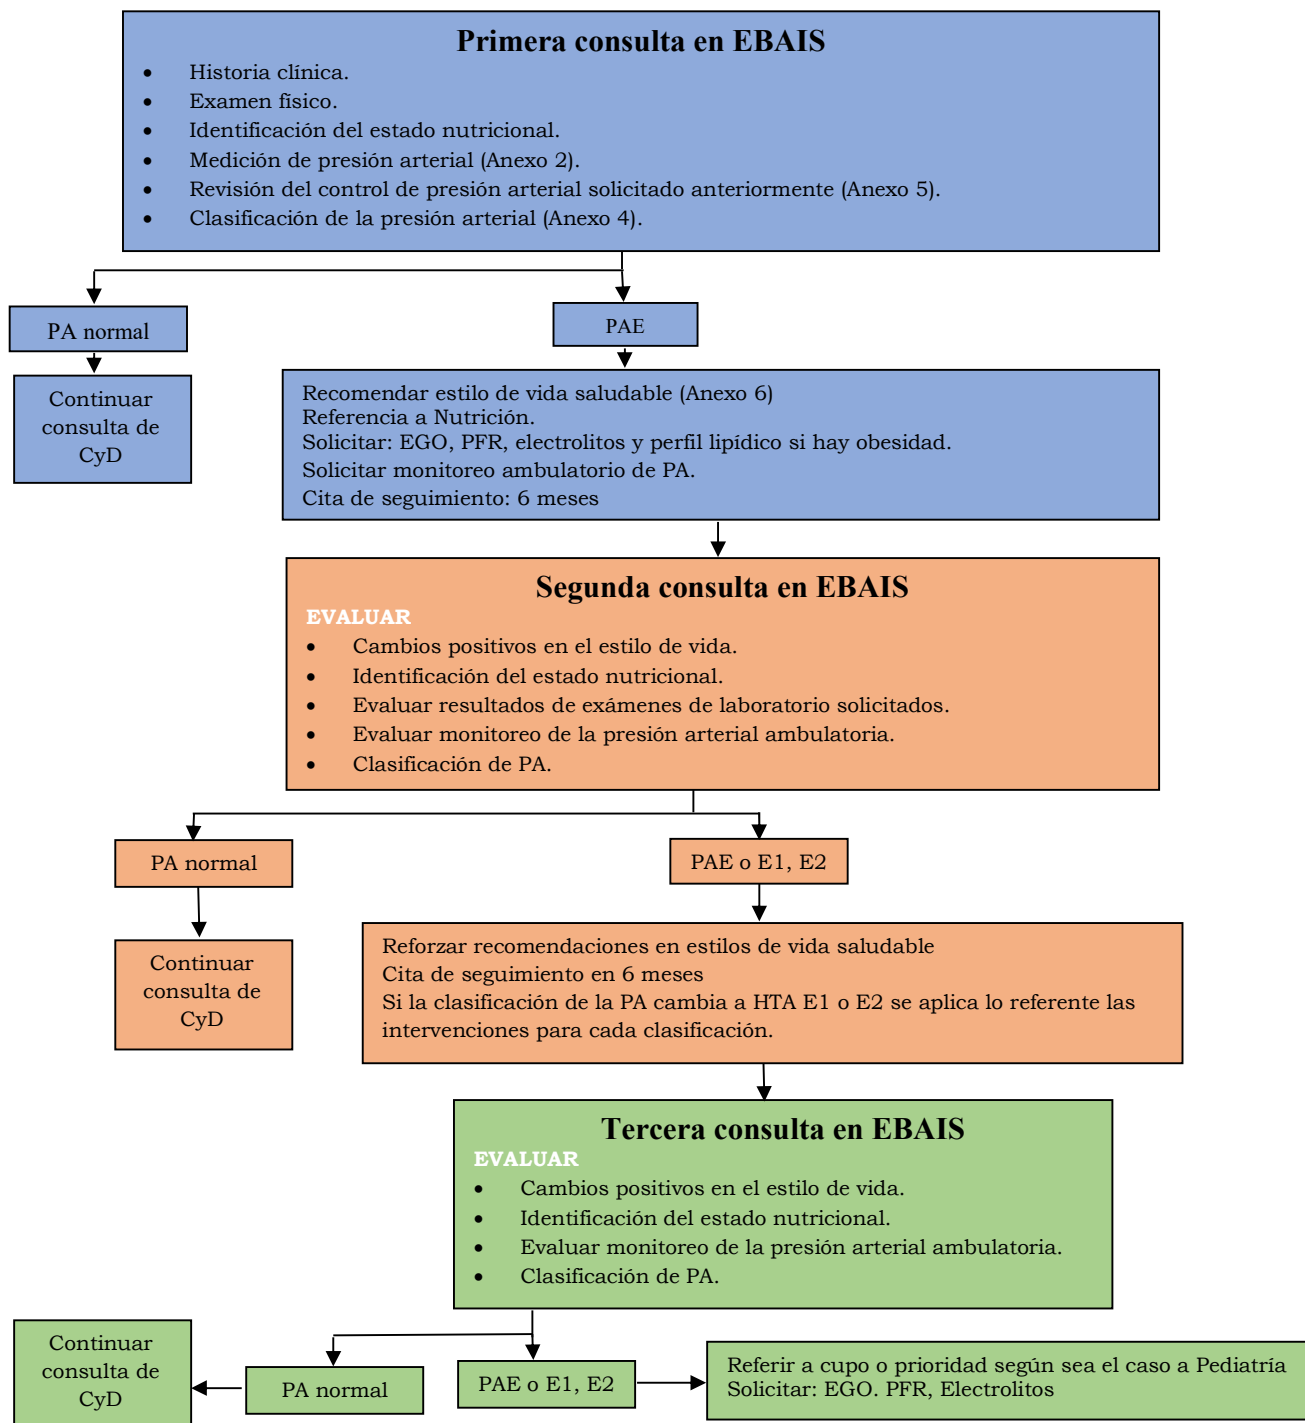 Primera consulta en EBAIS
• Historia clínica.
• Examen físico.
• Identificación del estado nutricional.
• Medición de presión arterial (Anexo 2).
• Revisión del control de presión arterial solicitado anteriormente (Anexo 5).
• Clasificación de la presión arterial (Anexo 4).
PA normal
PAE
Continuar
consulta de
CyD
Recomendar estilo de vida saludable (Anexo 6)
Referencia a Nutrición.
Solicitar: EGO, PFR, electrolitos y perfil lipídico si hay obesidad.
Solicitar monitoreo ambulatorio de PA.
Cita de seguimiento: 6 meses
Segunda consulta en EBAIS
EVALUAR
• Cambios positivos en el estilo de vida.
• Identificación del estado nutricional.
• Evaluar resultados de exámenes de laboratorio solicitados.
• Evaluar monitoreo de la presión arterial ambulatoria.
• Clasificación de PA.
PA normal
PAE o E1, E2
Continuar
consulta de
CyD
Reforzar recomendaciones en estilos de vida saludable
Cita de seguimiento en 6 meses
Si la clasificación de la PA cambia a HTA E1 o E2 se aplica lo referente las
intervenciones para cada clasificación.
Tercera consulta en EBAIS
EVALUAR
• Cambios positivos en el estilo de vida.
• Identificación del estado nutricional.
• Evaluar monitoreo de la presión arterial ambulatoria.
• Clasificación de PA.
Continuar
consulta de
CyD
PA normal
PAE o E1, E2
Referir a cupo o prioridad según sea el caso a Pediatría
Solicitar: EGO. PFR, Electrolitos